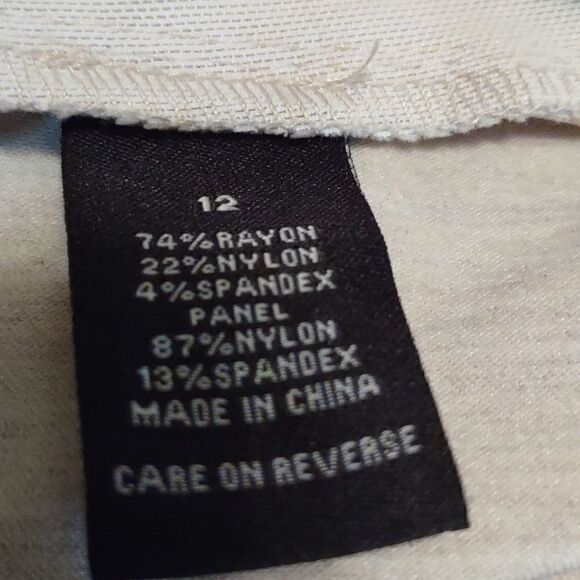 12
74%RAYON
22%NYLON
4%SPANDEX
PANEL
87%NYLON
13%SPANDEX
MADE IN CHINA
CARE ON REVERSE